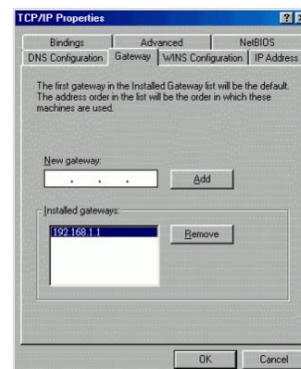 TCP/IP Properties
Bindings Advanced NetBIOS
DNS Configuration Gateway WINS Configuration IP Address
The first gateway in the Installed Gateway list will be the default.
The address order in the list will be the order in which these
machines are used.
New gateway:
. . .
Add
Installed gateways:
192.168.1.1
Remove
OK Cancel